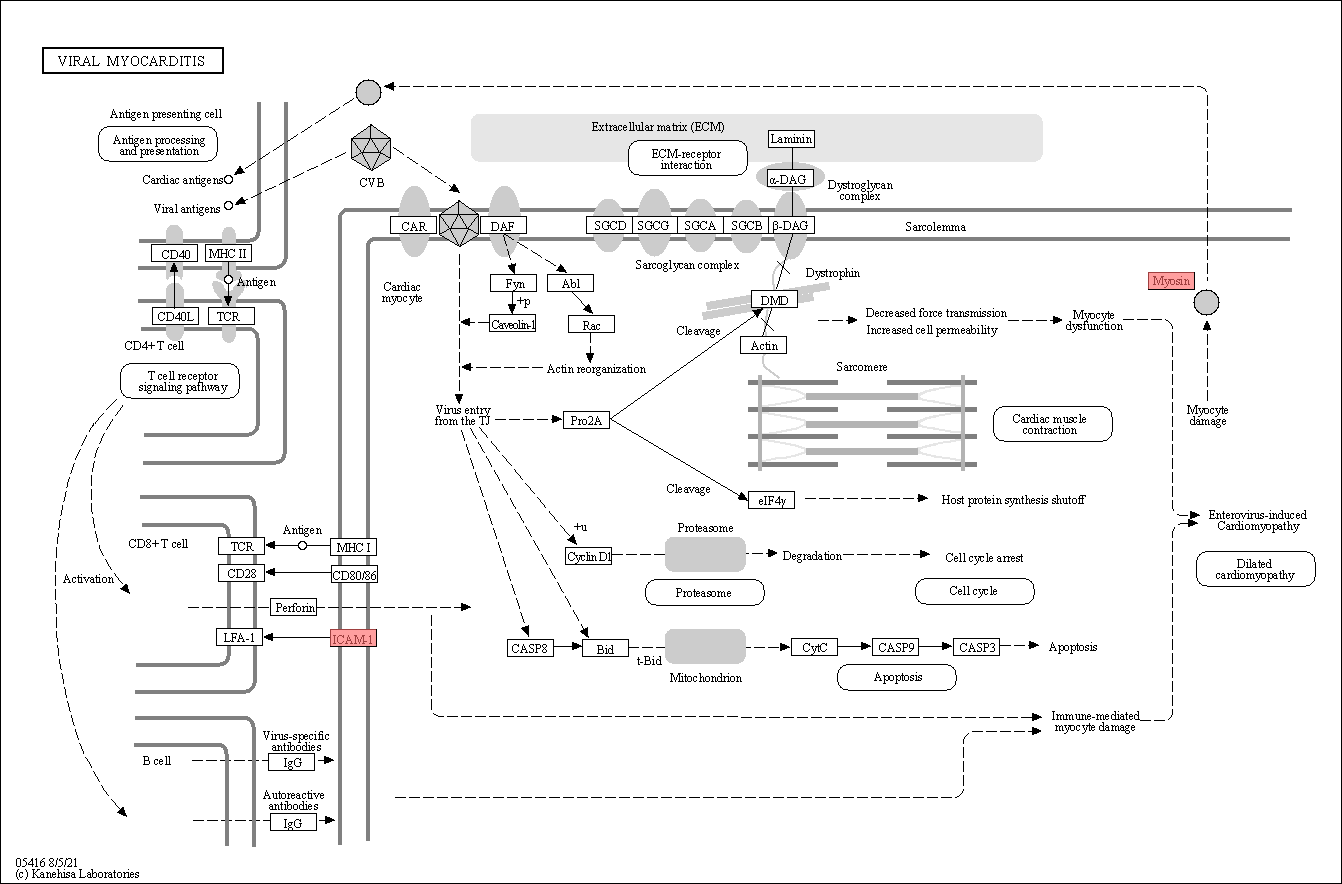 VIRAL MYOCARDITIS
Antigen presenting cell
Antigen processing
and presentation
Cardiac antigens
Viral antigens
CVB
Extracellular matrix (ECM)
ECM-receptor
interaction
Laminin
α-DAG
Dystroglycan
complex
CAR
DAF
SGCD
SGCG
SGCA
SGCB
β-DAG
Sarcolemma
Sarcoglycan complex
CD40
MHC II
Antigen
CD40L
TCR
CD4+T cell
T cell receptor
signaling pathway
Cardiac
myocyte
Fyn
Abl
+p
Caveolin-1
Rac
Actin reorganization
Dystrophin
DMD
Cleavage
Actin
Decreased force transmission
Increased cell permeability
Myocyte
dysfunction
Myosin
Sarcomere
Virus entry
from the TJ
Pro2A
Cardiac muscle
contraction
Myocyte
damage
Cleavage
eIF4γ
Host protein synthesis shutoff
Enterovirus-induced
Cardiomyopathy
Dilated
cardiomyopathy
CD8+T cell
TCR
Antigen
MHC I
CD28
CD80/86
Activation
Perforin
LFA-1
ICAM-1
+u
Cyclin D1
Proteasome
Proteasome
Degradation
Cell cycle arrest
Cell cycle
CASP8
Bid
t-Bid
Mitochondrion
CytC
CASP9
CASP3
Apoptosis
Apoptosis
Immune-mediated
myocyte damage
B cell
Virus-specific
antibodies
IgG
Autoreactive
antibodies
IgG
05416 8/5/21
(c) Kanehisa Laboratories